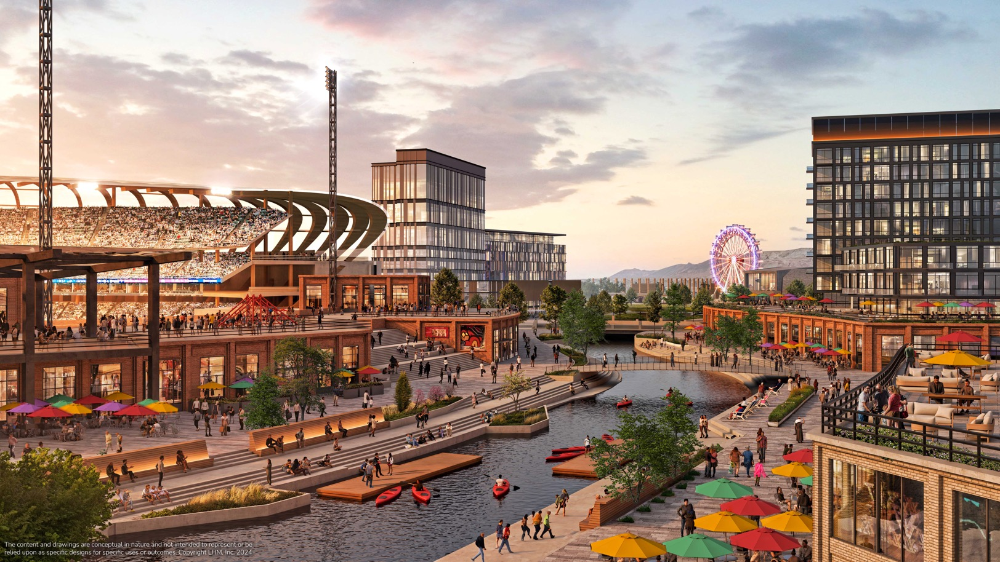 The content and drawings are conceptual in nature and not intended to represent or be
relied upon as specific designs for specific uses or outcomes. Copyright LHM, Inc. 2024